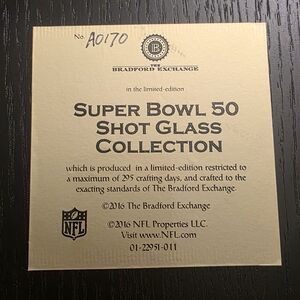 No. A0170
B
THE
BRADFORD EXCHANGE
in the limited-edition
SUPER BOWL 50
SHOT GLASS
COLLECTION
which is produced in a limited-edition restricted to
a maximum of 295 crafting days, and crafted to the
exacting standards of The Bradford Exchange.
©2016 The Bradford Exchange
NFL
©2016 NFL Properties LLC.
Visit www.NFL.com
01-22951-011